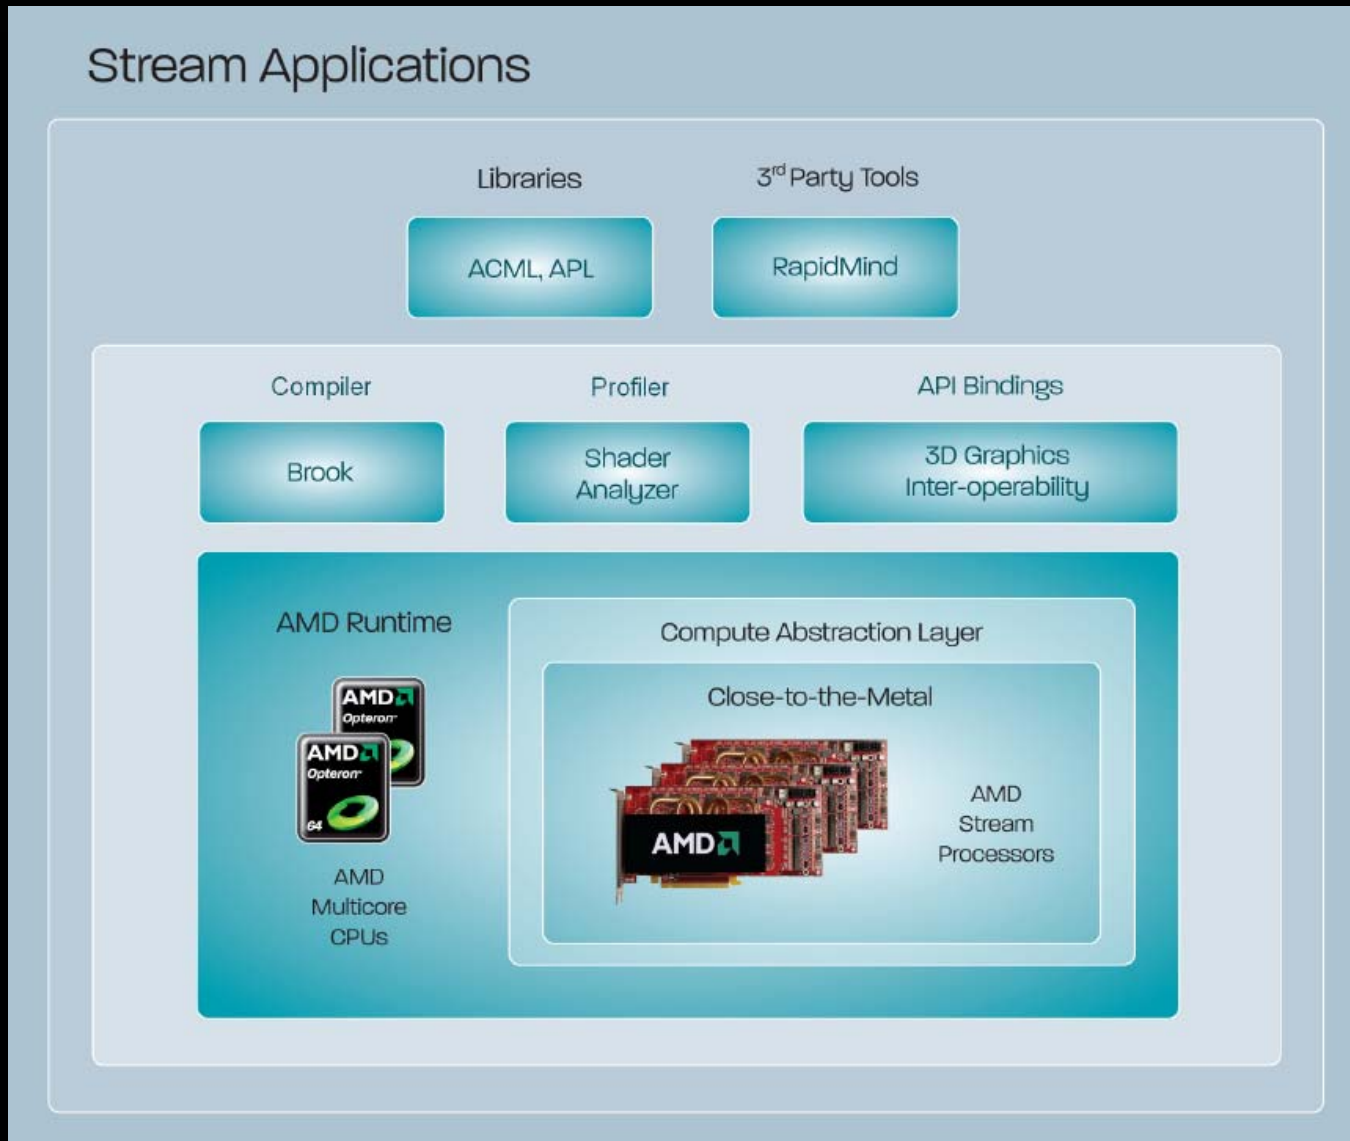 Stream Applications
Libraries
3rd Party Tools
ACML, APL
RapidMind
Compiler
Profiler
API Bindings
Brook
Shader
Analyzer
3D Graphics
Inter-operability
AMD Runtime
Compute Abstraction Layer
Close-to-the-Metal
AMD
Opteron
AMD
Opteron
64
AMD
AMD
Stream
Processors
AMD
Multicore
CPUs